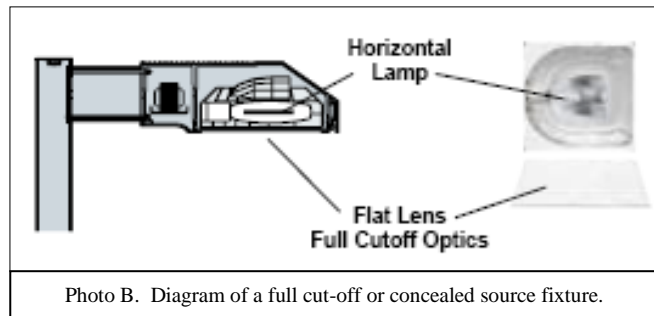 Horizontal
Lamp
Flat Lens
Full Cutoff Optics
Photo B.  Diagram of a full cut-off or concealed source fixture.